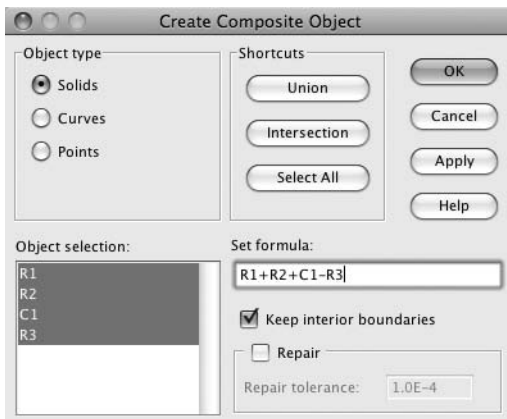 Create Composite Object
Object type
Solids
Curves
Points
Shortcuts
Union
Intersection
Select All
OK
Cancel
Apply
Help
Object selection:
R1
R2
C1
R3
Set formula:
R1+R2+C1-R3
Keep interior boundaries
Repair
Repair tolerance: 1.0E-4